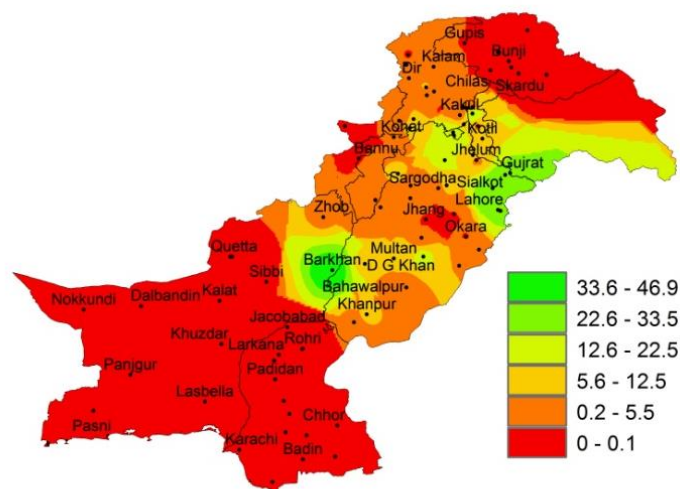 Gupis
Bunji
Kalam
Dir
Chilas
Skardu
Kakul
Kohat
Kotli
Bannu
Jhelum
Gujrat
Sargodha
Sialkot
Zhob
Jhang
Lahore
Okara
Quetta
Multan
Barkhan
D G Khan
Sibbi
Nokkundi
Dalbandin
Kalat
Bahawalpur
Khanpur
Jacobabad
Khuzdar
Larkana
Rohri
Panjgur
Padidan
Lasbella
Pasni
Chhor
Karachi
Badin
33.6 - 46.9
22.6 - 33.5
12.6 - 22.5
5.6 - 12.5
0.2 - 5.5
0 - 0.1